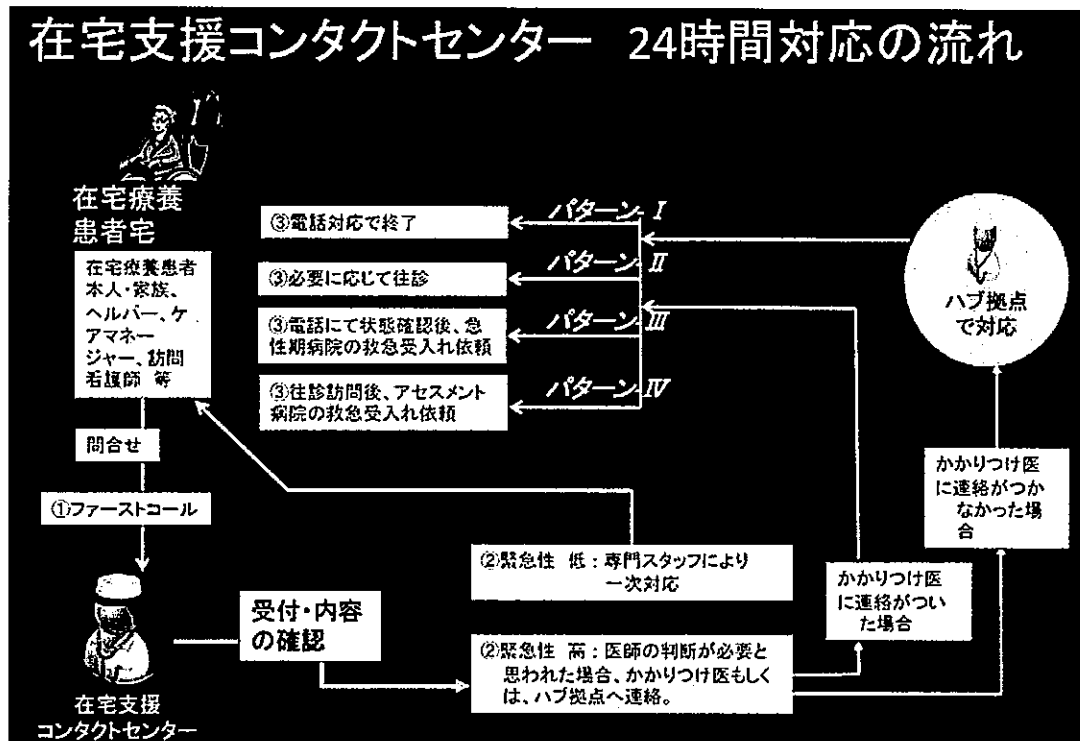 在宅支援コンタクトセンター 24時間対応の流れ
在宅療養
患者宅
在宅療養患者
本人・家族、
ヘルパー、ケ
アマネー
ジャー、訪問
看護師 等
問合せ
①ファーストコール
在宅支援
コンタクトセンター
受付・内容
の確認
②緊急性 低：専門スタッフにより
一次対応
②緊急性 高：医師の判断が必要と
思われた場合、かかりつけ医もしく
は、ハブ拠点へ連絡。
かかりつけ医
に連絡がつい
た場合
かかりつけ医
に連絡がつか
なかった場
合
ハブ拠点
で対応
パターン-Ⅰ
③電話対応で終了
パターン-Ⅱ
③必要に応じて往診
パターン-Ⅲ
③電話にて状態確認後、急
性期病院の救急受入れ依頼
パターン-Ⅳ
③往診訪問後、アセスメント
病院の救急受入れ依頼